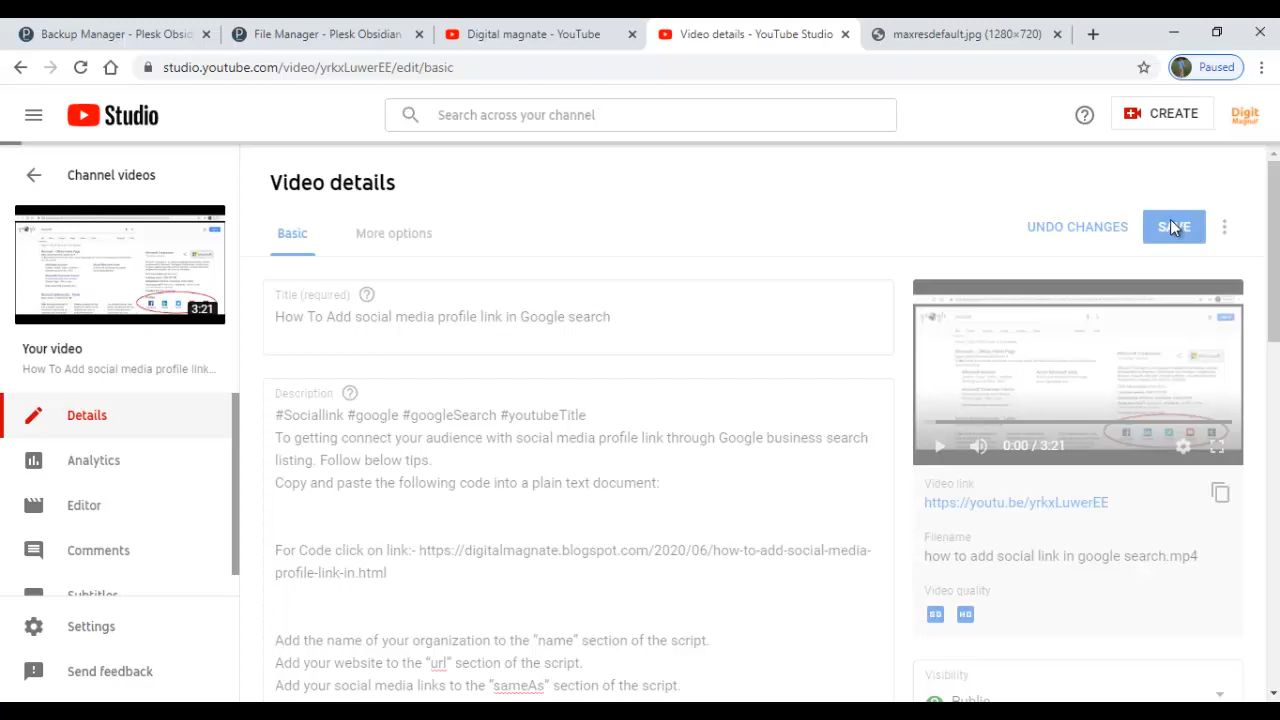 Backup Manager - Plesk Obsid
File Manager - Plesk Obsidian
Digital magnate - YouTube
Video details - YouTube Studio
maxresdefault.jpg (1280×720)
studio.youtube.com/video/yrkxLuwerEE/edit/basic
Paused
Studio
Search across your channel
CREATE
Digit
Channel videos
Video details
Basic
More options
UNDO CHANGES
SAVE
3:21
Title (required)
How To Add social media profile link in Google search
Your video
How To Add social media profile link...
#Sociallink #google #googleSearch #youtubeTitle
To getting connect your audience with social media profile link through Google business search
listing. Follow below tips.
Copy and paste the following code into a plain text document:
For Code click on link:- https://digitalmagnate.blogspot.com/2020/06/how-to-add-social-media-
profile-link-in.html
Add the name of your organization to the "name" section of the script.
Add your website to the "url" section of the script.
Add your social media links to the "sameAs" section of the script.
Details
Analytics
Editor
Comments
Subtitles
Settings
Send feedback
0:00 / 3:21
Video link
https://youtu.be/yrkxLuwerEE
Filename
how to add social link in google search.mp4
Video quality
Visibility
Public